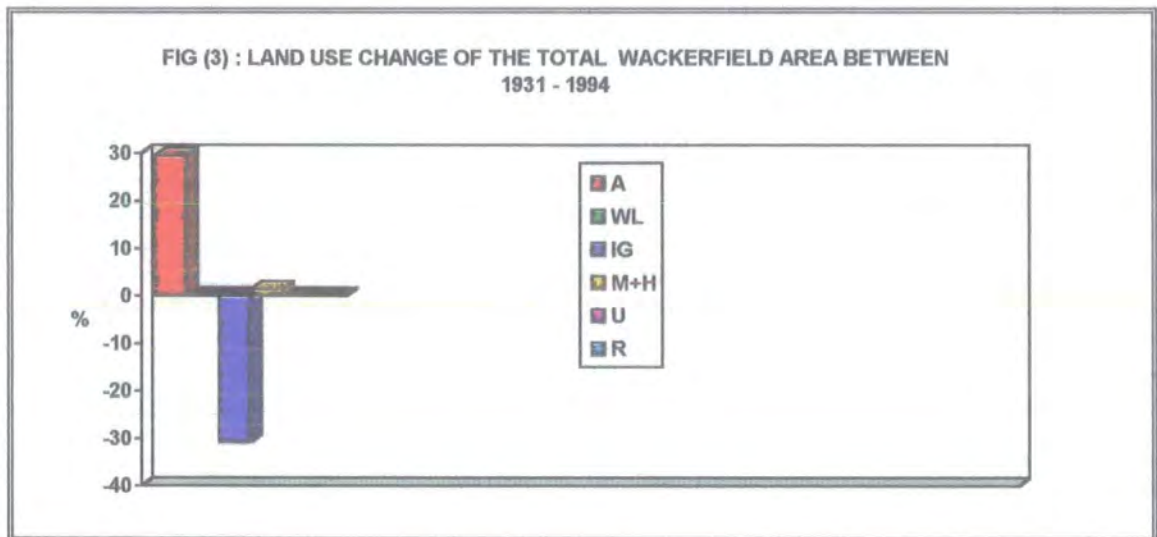 FIG (3) : LAND USE CHANGE OF THE TOTAL WACKERFIELD AREA BETWEEN
1931 - 1994
30
20
10
0
-10
-20
-30
-40
%
A
WL
IG
M+H
U
R